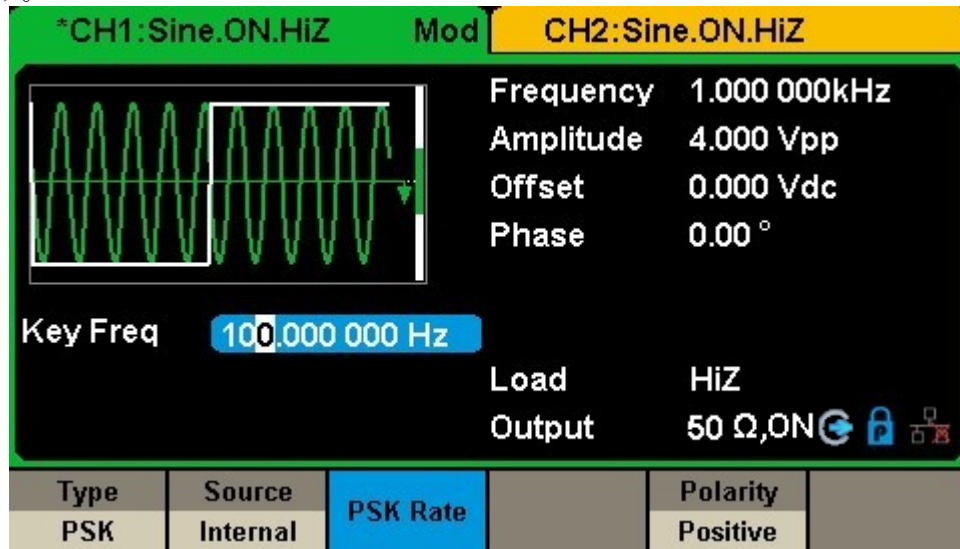 *CH1:Sine.ON.HiZ Mod CH2:Sine.ON.HiZ
Frequency 1.000 000kHz
Amplitude 4.000 Vpp
Offset 0.000 Vdc
Phase 0.00 °
Key Freq 100.000 000 Hz
Load HiZ
Output 50 Ω,ON P
Type Source PSK Rate Polarity
PSK Internal Positive